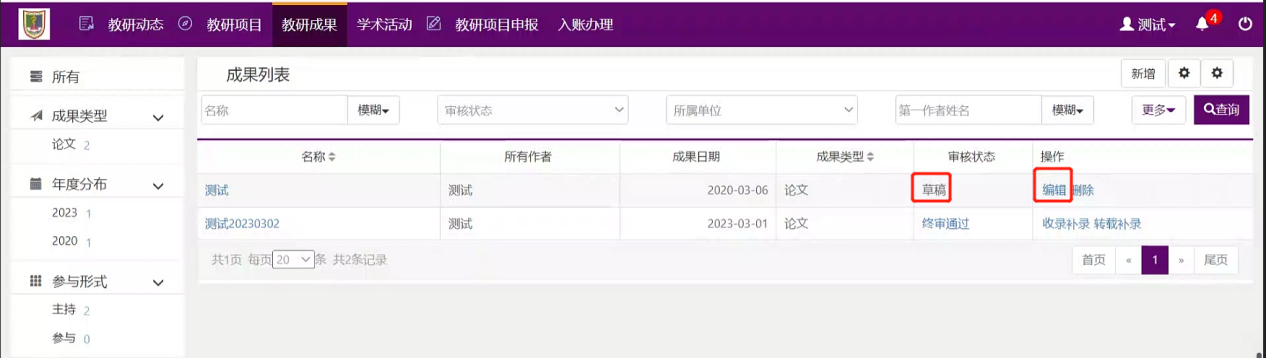 教研动态 教研项目 教研成果 学术活动 教研项目申报 入账办理 测试 4
所有
成果类型
论文 2
年度分布
2023 1
2020 1
参与形式
主持 2
参与 0
成果列表 新增
名称 模糊 审核状态 所属单位 第一作者姓名 模糊 更多 查询
名称 所有作者 成果日期 成果类型 审核状态 操作
测试 测试 2020-03-06 论文 草稿 编辑 删除
测试20230302 测试 2023-03-01 论文 终审通过 收录补录 转载补录
共1页 每页 20 条 共2条记录 首页 « 1 » 尾页